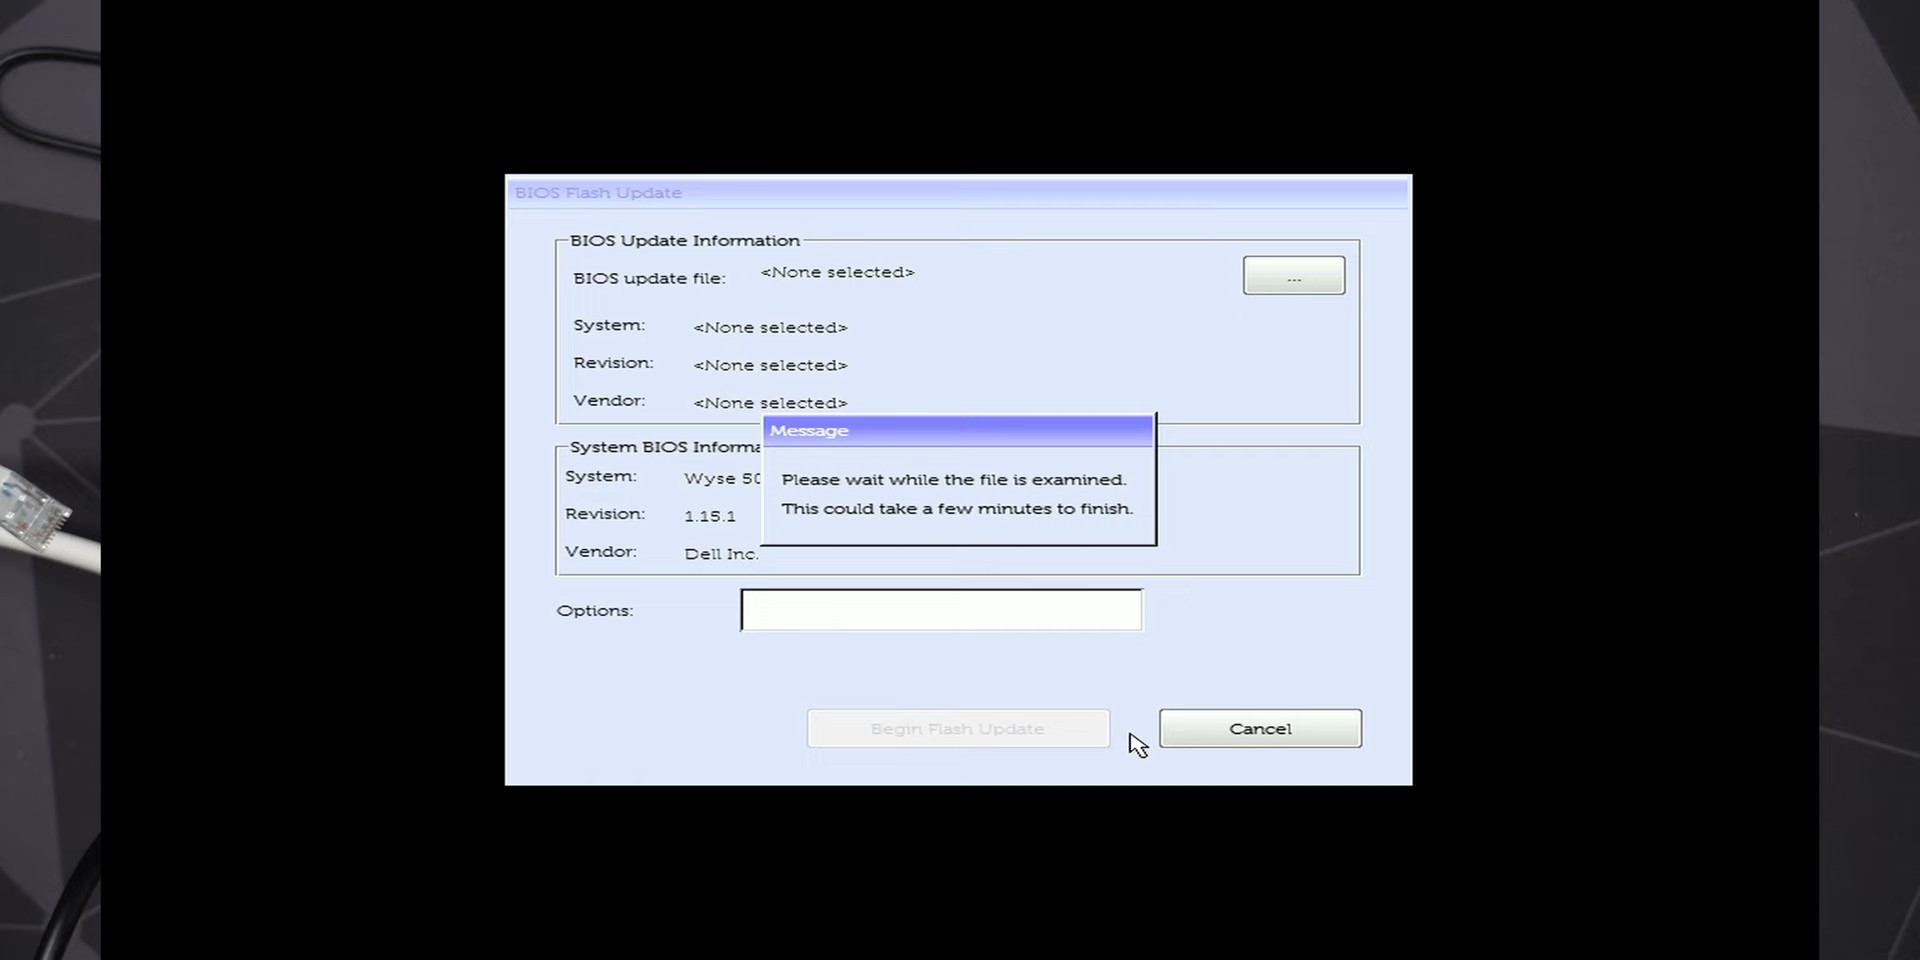 BIOS Flash Update
BIOS Update Information
BIOS update file: <None selected>
...
System: <None selected>
Revision: <None selected>
Vendor: <None selected>
Message
Please wait while the file is examined.
This could take a few minutes to finish.
System BIOS Informa
System: Wyse 50
Revision: 1.15.1
Vendor: Dell Inc.
Options:
Begin Flash Update
Cancel